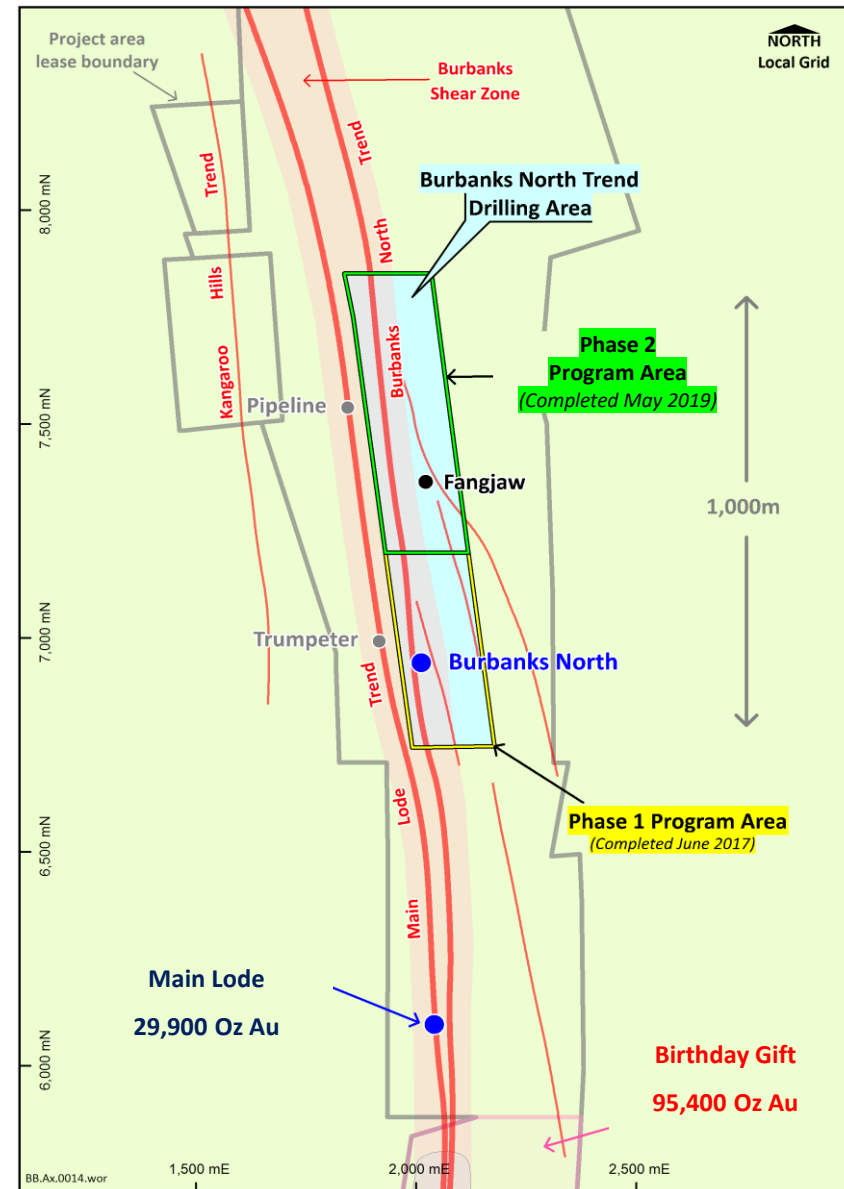 Project area
lease boundary
NORTH
Local Grid
Burbanks
Shear Zone
Trend
Trend
Burbanks North Trend
Drilling Area
8,000 mN
North
Hills
Burbanks
Kangaroo
Phase 2
Program Area
(Completed May 2019)
Pipeline
7,500 mN
Fangjaw
1,000m
Trumpeter
7,000 mN
Burbanks North
Trend
Lode
Phase 1 Program Area
(Completed June 2017)
6,500 mN
Main
Main Lode
29,900 Oz Au
Birthday Gift
95,400 Oz Au
6,000 mN
1,500 mE
2,000 mE
2,500 mE
BB.Ax.0014.wor